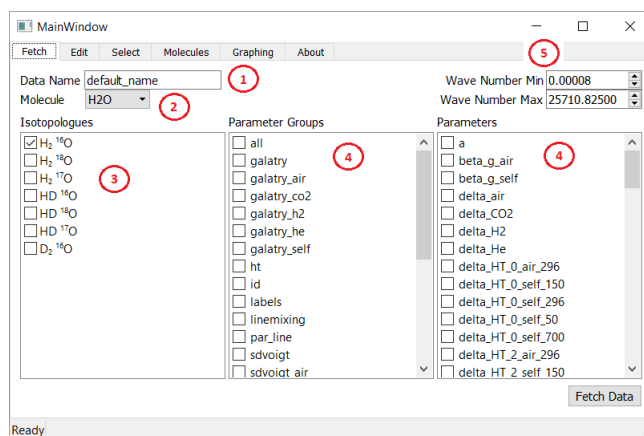 MainWindow
Fetch Edit Select Molecules Graphing About
5
Data Name default_name
1
Wave Number Min 0.00008
Molecule H2O
2
Wave Number Max 25710.82500
Isotopologues
H₂ ¹⁶O
H₂ ¹⁸O
H₂ ¹⁷O
HD ¹⁶O
HD ¹⁸O
HD ¹⁷O
D₂ ¹⁶O
3
Parameter Groups
all
galatry
galatry_air
galatry_co2
galatry_h2
galatry_he
galatry_self
ht
id
labels
linemixing
par_line
sdvoigt
sdvoigt_air
4
Parameters
a
beta_g_air
beta_g_self
delta_air
delta_CO2
delta_H2
delta_He
delta_HT_0_air_296
delta_HT_0_self_150
delta_HT_0_self_296
delta_HT_0_self_50
delta_HT_0_self_700
delta_HT_2_air_296
delta_HT_2_self_150
4
Fetch Data
Ready